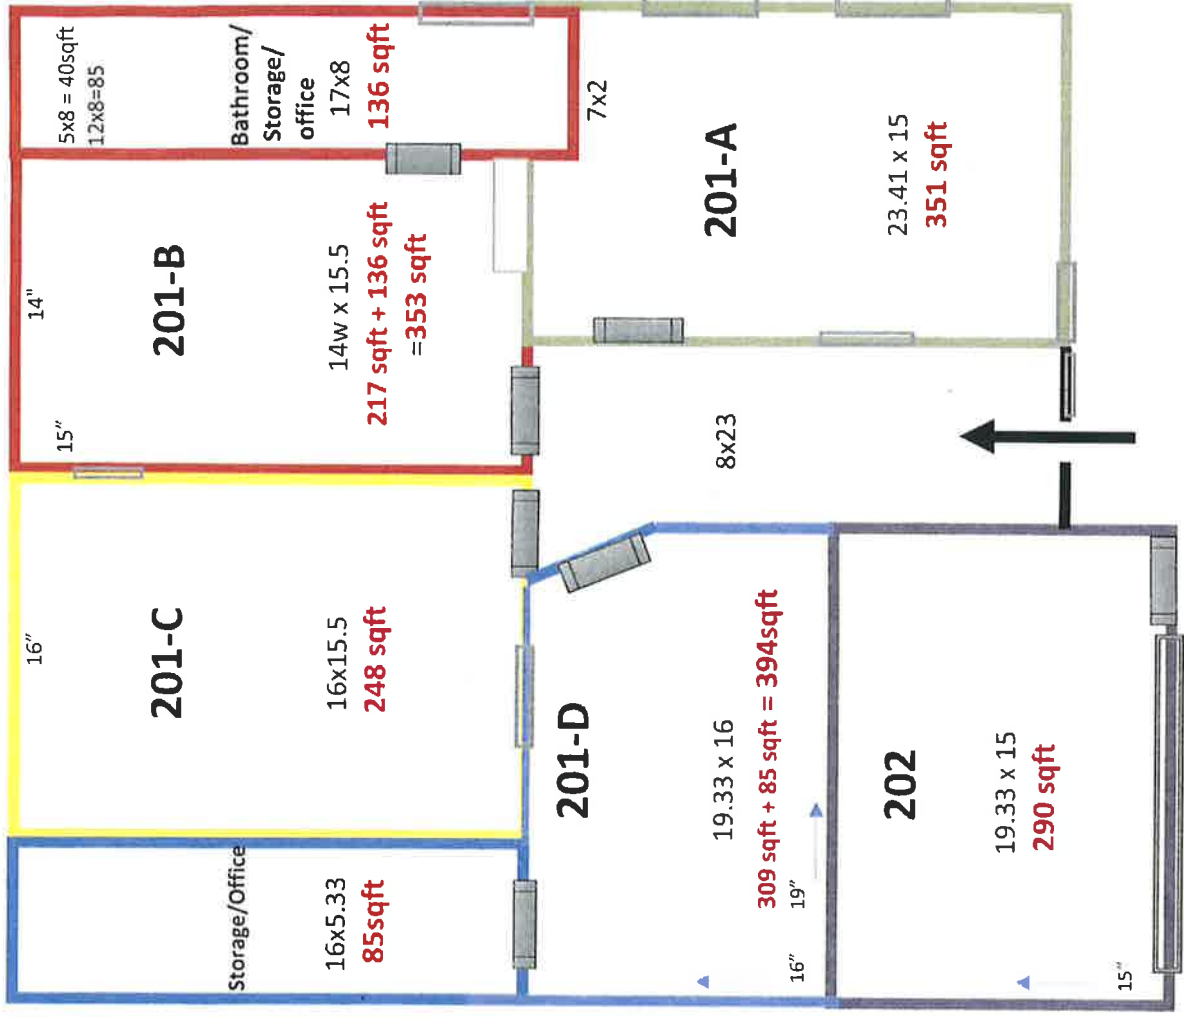 Storage/Office
16x5.33
85sqft
16"
201-C
16x15.5
248 sqft
14"
15"
201-B
14w x 15.5
217 sqft + 136 sqft
=353 sqft
5x8 = 40sqft
12x8=85
Bathroom/
Storage/
office
17x8
136 sqft
7x2
201-D
19.33 x 16
309 sqft + 85 sqft = 394sqft
16"
19"
8x23
201-A
23.41 x 15
351 sqft
202
19.33 x 15
290 sqft
15"